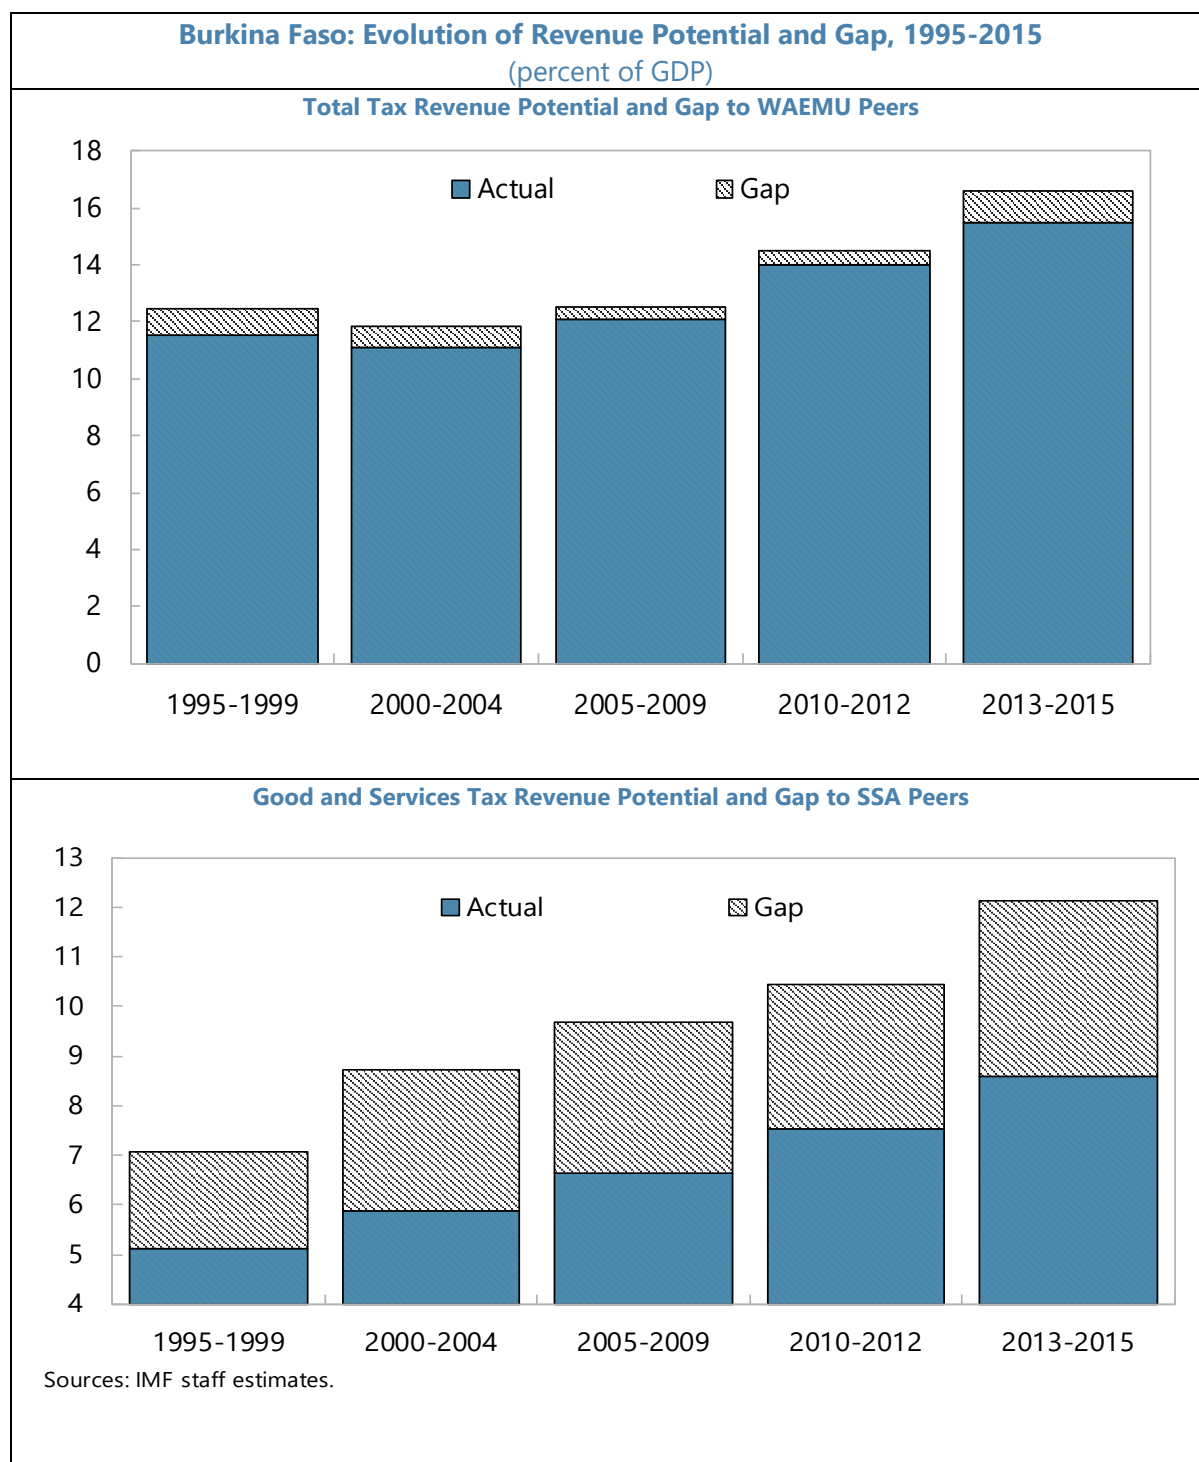 Burkina Faso: Evolution of Revenue Potential and Gap, 1995-2015
(percent of GDP)
Total Tax Revenue Potential and Gap to WAEMU Peers
18
Actual Gap
16
14
12
10
8
6
4
2
0
1995-1999 2000-2004 2005-2009 2010-2012 2013-2015
Good and Services Tax Revenue Potential and Gap to SSA Peers
13
12
Actual Gap
11
10
9
8
7
6
5
4
1995-1999 2000-2004 2005-2009 2010-2012 2013-2015
Sources: IMF staff estimates.